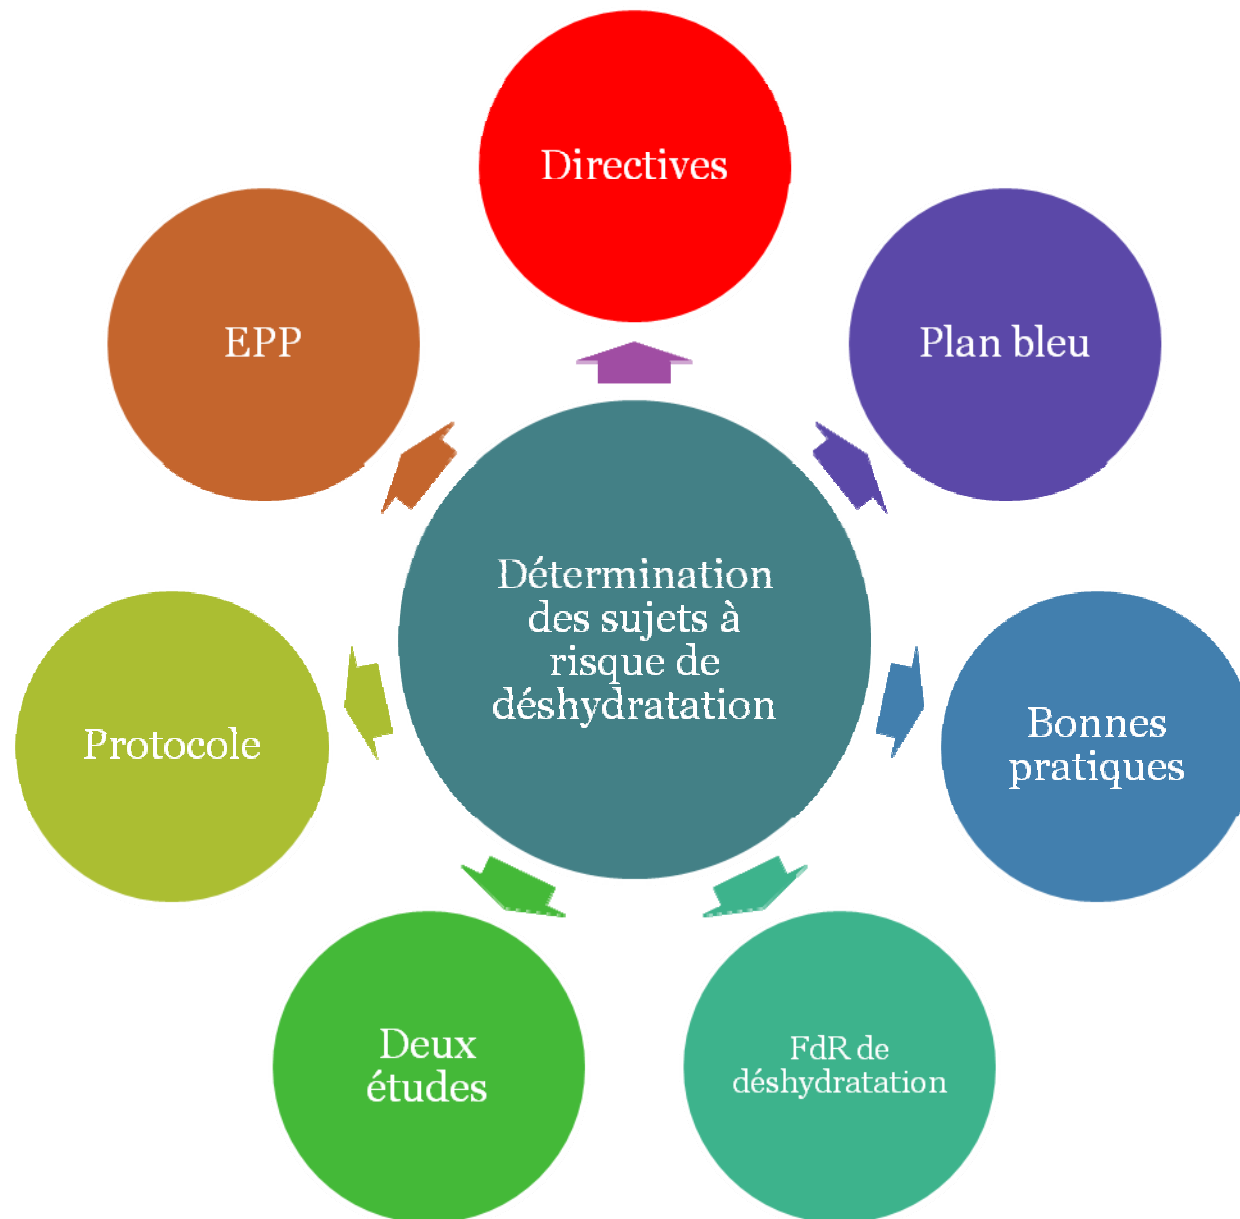 Directives
Plan bleu
Bonnes
pratiques
FdR de
déshydratation
Deux
études
Protocole
EPP
Détermination
des sujets à
risque de
déshydratation